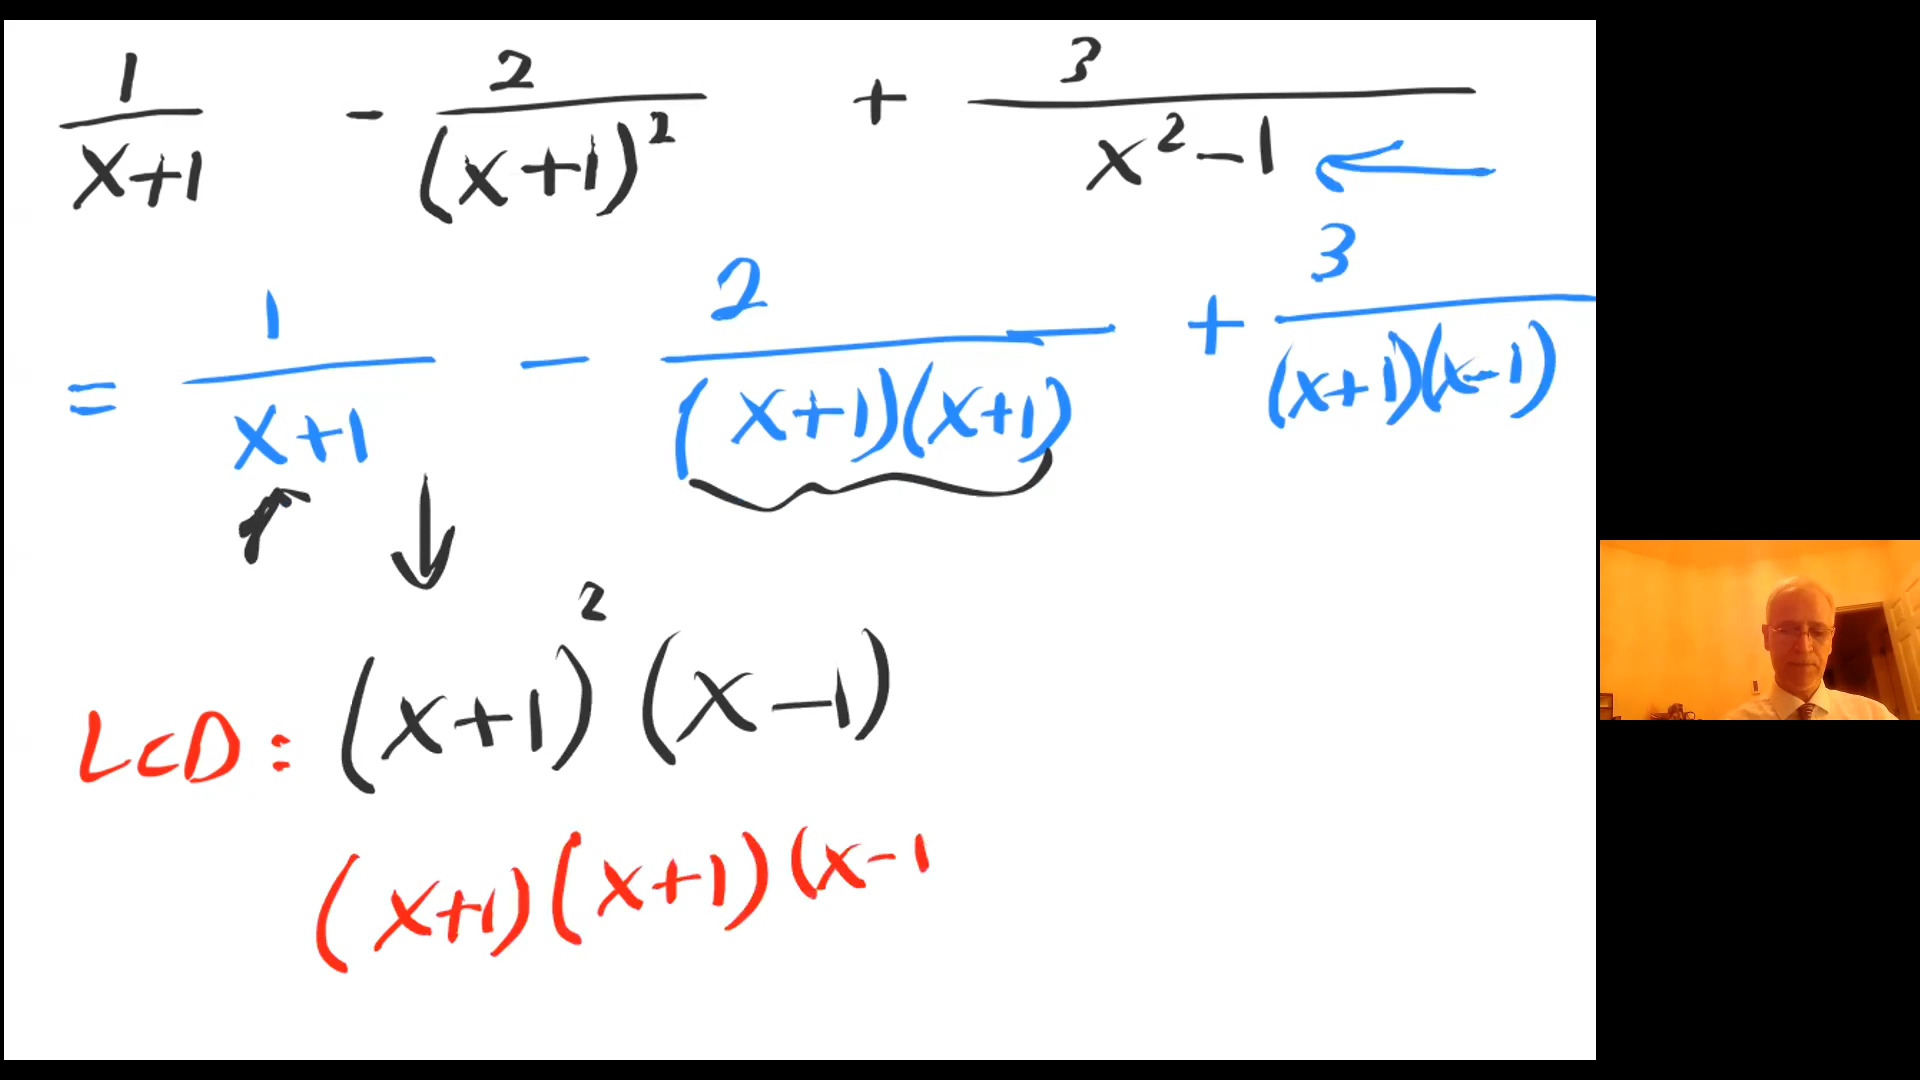 1/(x+1) - 2/(x+1)² + 3/(x²-1)
= 1/(x+1) - 2/((x+1)(x+1)) + 3/((x+1)(x-1))
LCD: (x+1)²(x-1)
(x+1)(x+1)(x-1